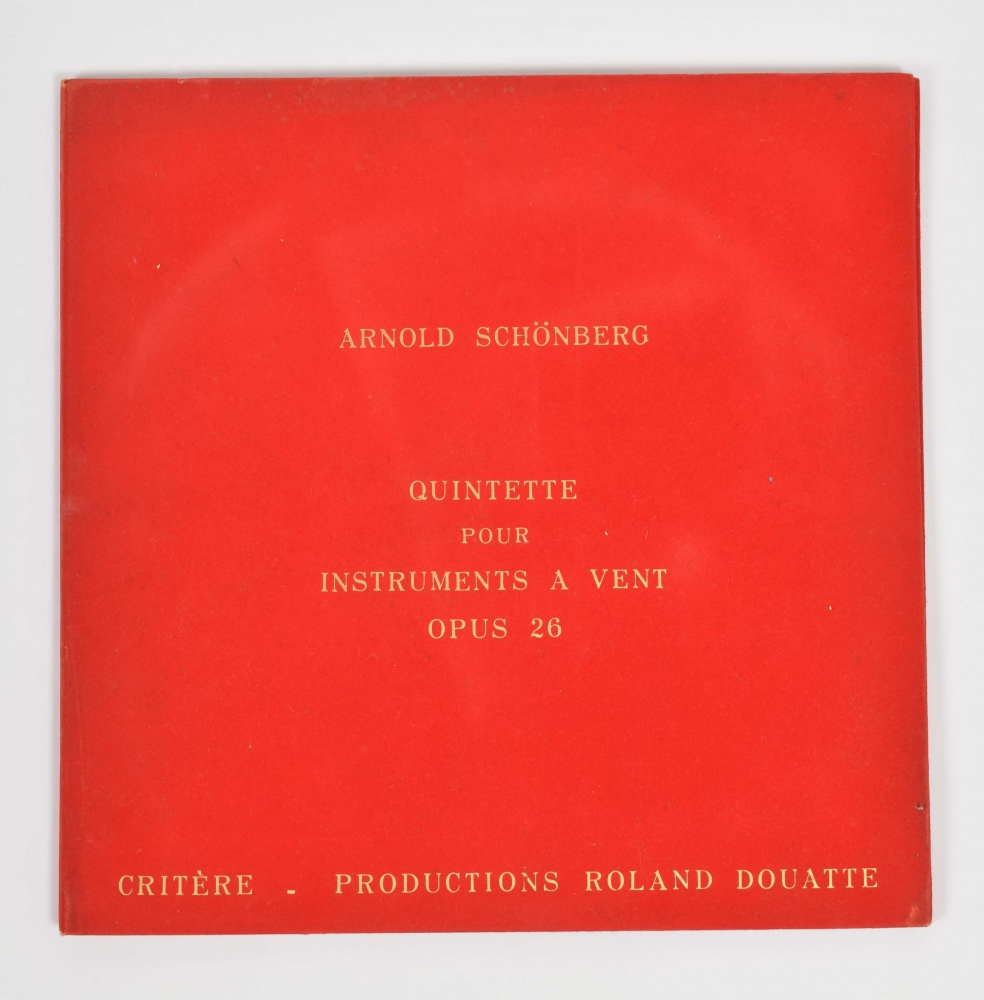 ARNOLD SCHÖNBERG
QUINTETTE
POUR
INSTRUMENTS A VENT
OPUS 26
CRITÈRE - PRODUCTIONS ROLAND DOUATTE